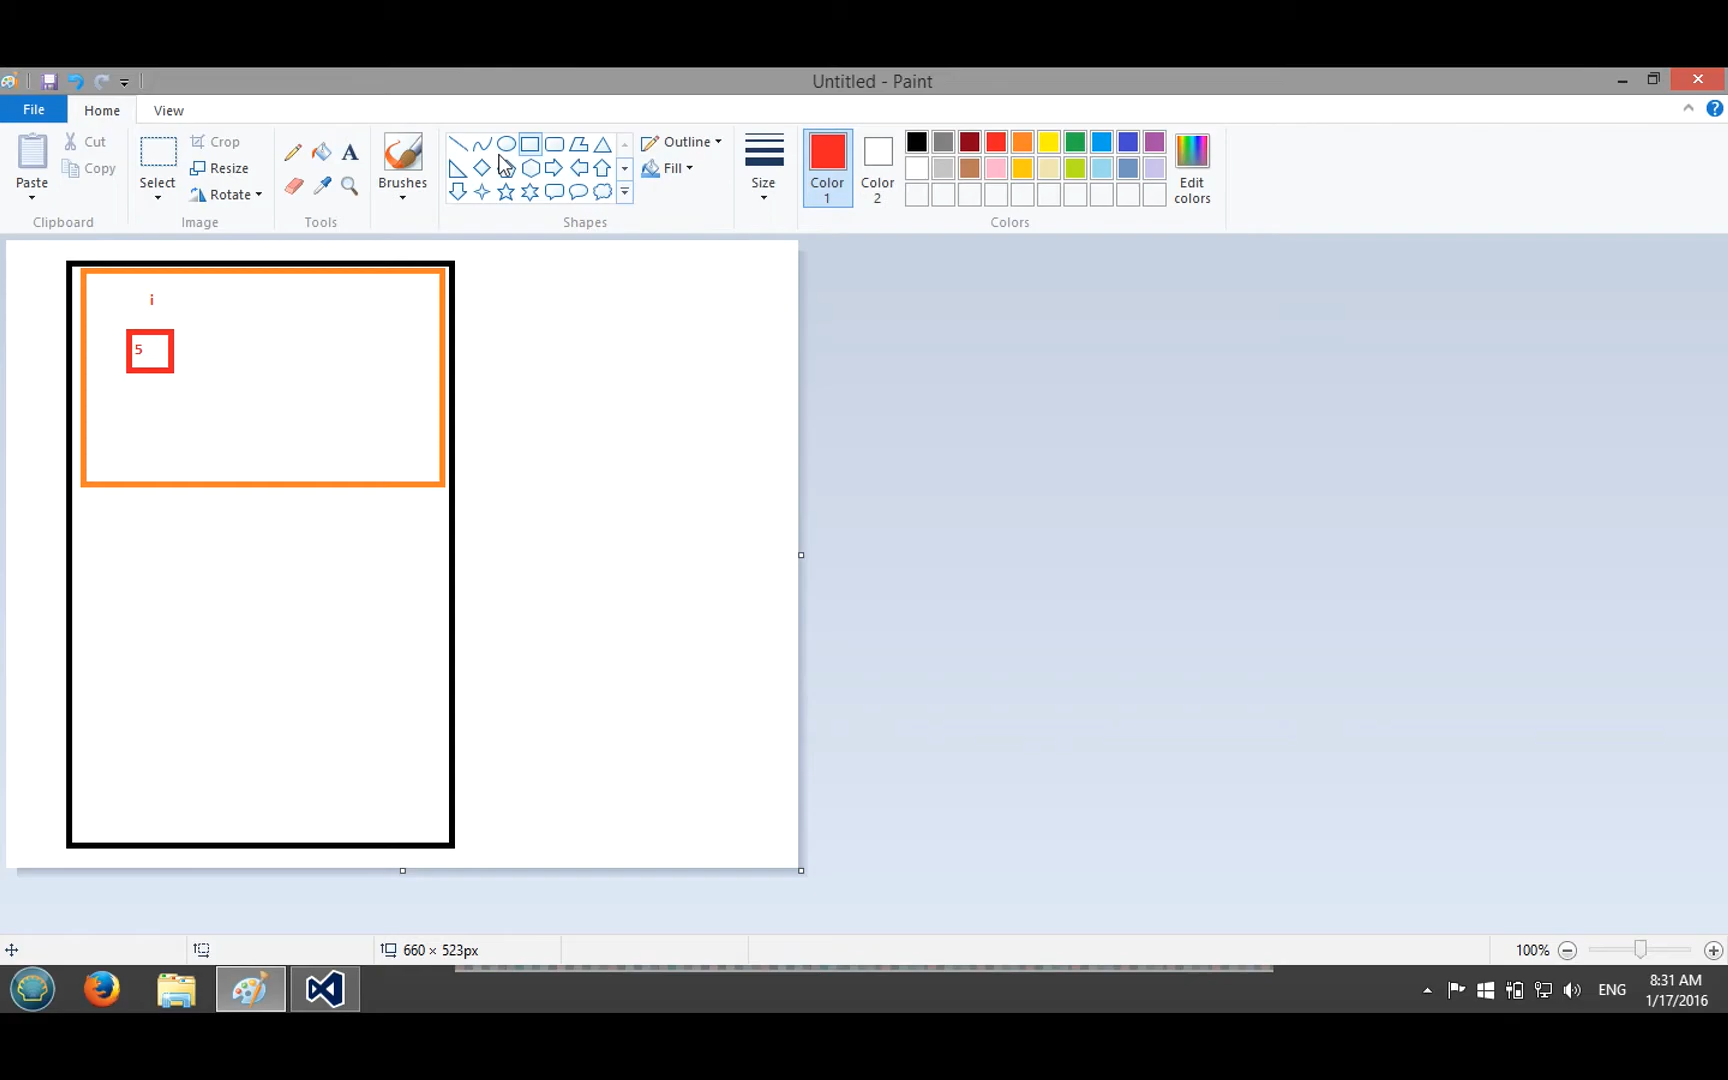 Untitled - Paint
File Home View
Paste
Cut
Copy
Clipboard
Select
Crop
Resize
Rotate
Image
A
Tools
Brushes
Shapes
Outline
Fill
Size
Color 1
Color 2
Edit colors
Colors
i
5
660 × 523px
100%
ENG
8:31 AM
1/17/2016